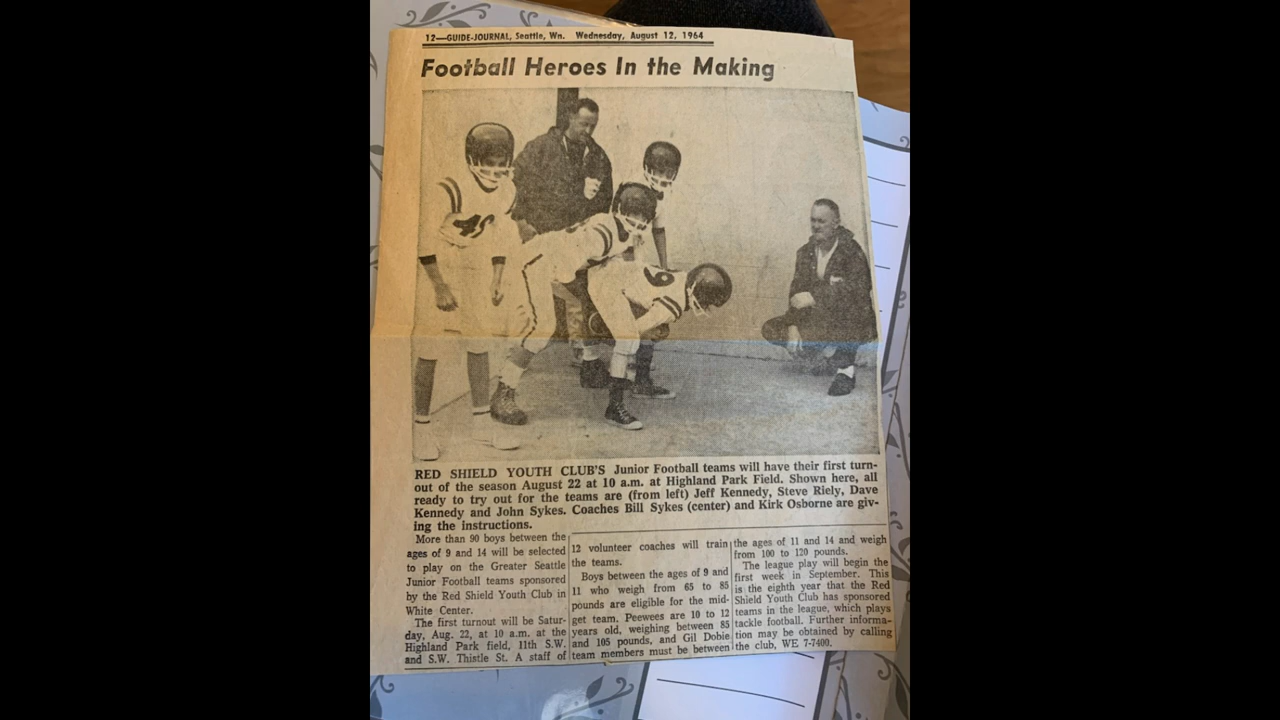 12—GUIDE-JOURNAL, Seattle, Wn. Wednesday, August 12, 1964
Football Heroes In the Making
48
6
RED SHIELD YOUTH CLUB'S Junior Football teams will have their first turn-
out of the season August 22 at 10 a.m. at Highland Park Field. Shown here, all
ready to try out for the teams are (from left) Jeff Kennedy, Steve Riely, Dave
Kennedy and John Sykes. Coaches Bill Sykes (center) and Kirk Osborne are giv-
ing the instructions.
More than 90 boys between the
ages of 9 and 14 will be selected
to play on the Greater Seattle
Junior Football teams sponsored
by the Red Shield Youth Club in
White Center.
The first turnout will be Satur-
day, Aug. 22, at 10 a.m. at the
Highland Park field, 11th S.W.
and S.W. Thistle St. A staff of
12 volunteer coaches will train
the teams.
Boys between the ages of 9 and
11 who weigh from 65 to 85
pounds are eligible for the mid-
get team. Peewees are 10 to 12
years old, weighing between 85
and 105 pounds, and Gil Dobie
team members must be between
the ages of 11 and 14 and weigh
from 100 to 120 pounds.
The league play will begin the
first week in September. This
is the eighth year that the Red
Shield Youth Club has sponsored
teams in the league, which plays
tackle football. Further informa-
tion may be obtained by calling
the club, WE 7-7400.